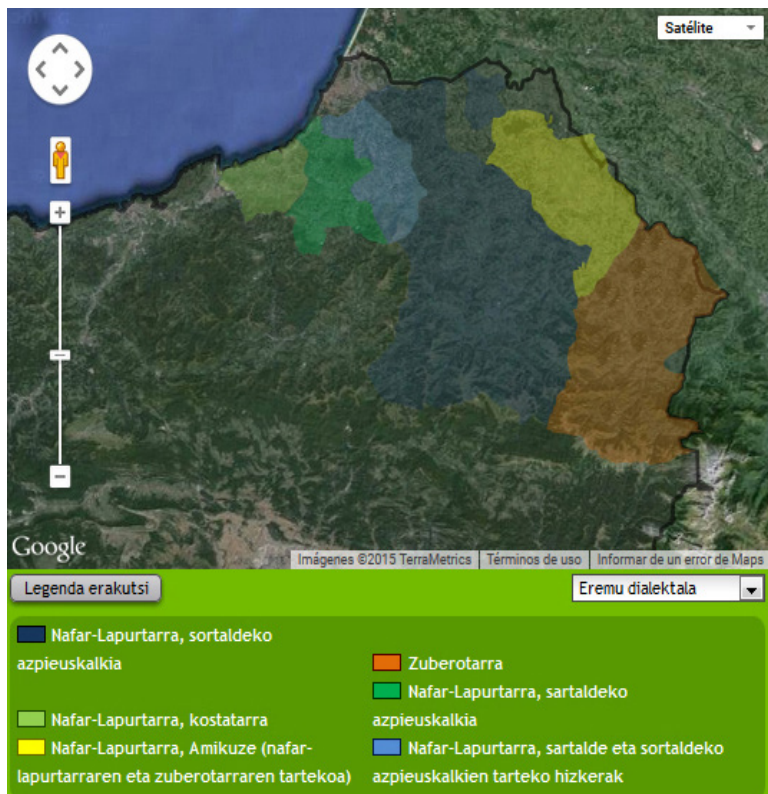 Satélite
Google
Imágenes ©2015 TerraMetrics
Términos de uso
Informar de un error de Maps
Legenda erakutsi
Eremu dialektala
Nafar-Lapurtarra, sortaldeko
azpieuskalkia
Nafar-Lapurtarra, kostatarra
Nafar-Lapurtarra, Amikuze (nafar-
lapurtarraren eta zuberotarraren tartekoa)
Zuberotarra
Nafar-Lapurtarra, sartaldeko
azpieuskalkia
Nafar-Lapurtarra, sartalde eta sortaldeko
azpieuskalkien tarteko hizkerak